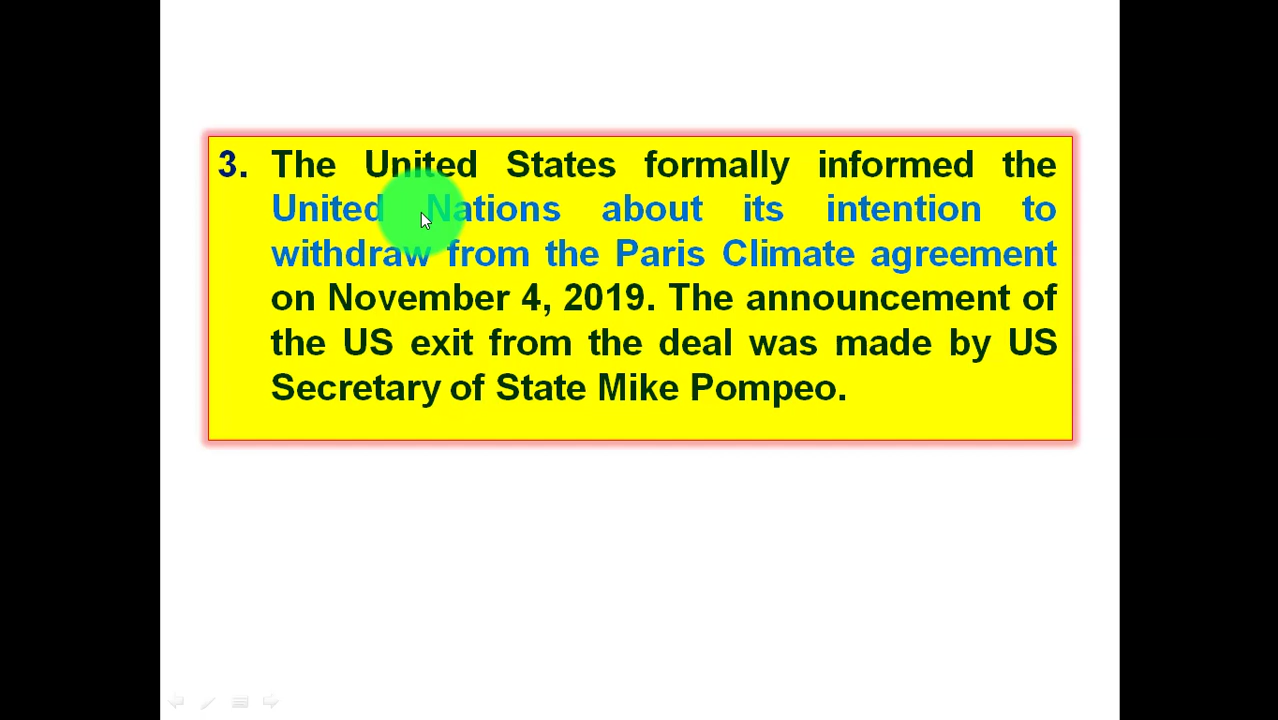 3. The United States formally informed the
United Nations about its intention to
withdraw from the Paris Climate agreement
on November 4, 2019. The announcement of
the US exit from the deal was made by US
Secretary of State Mike Pompeo.